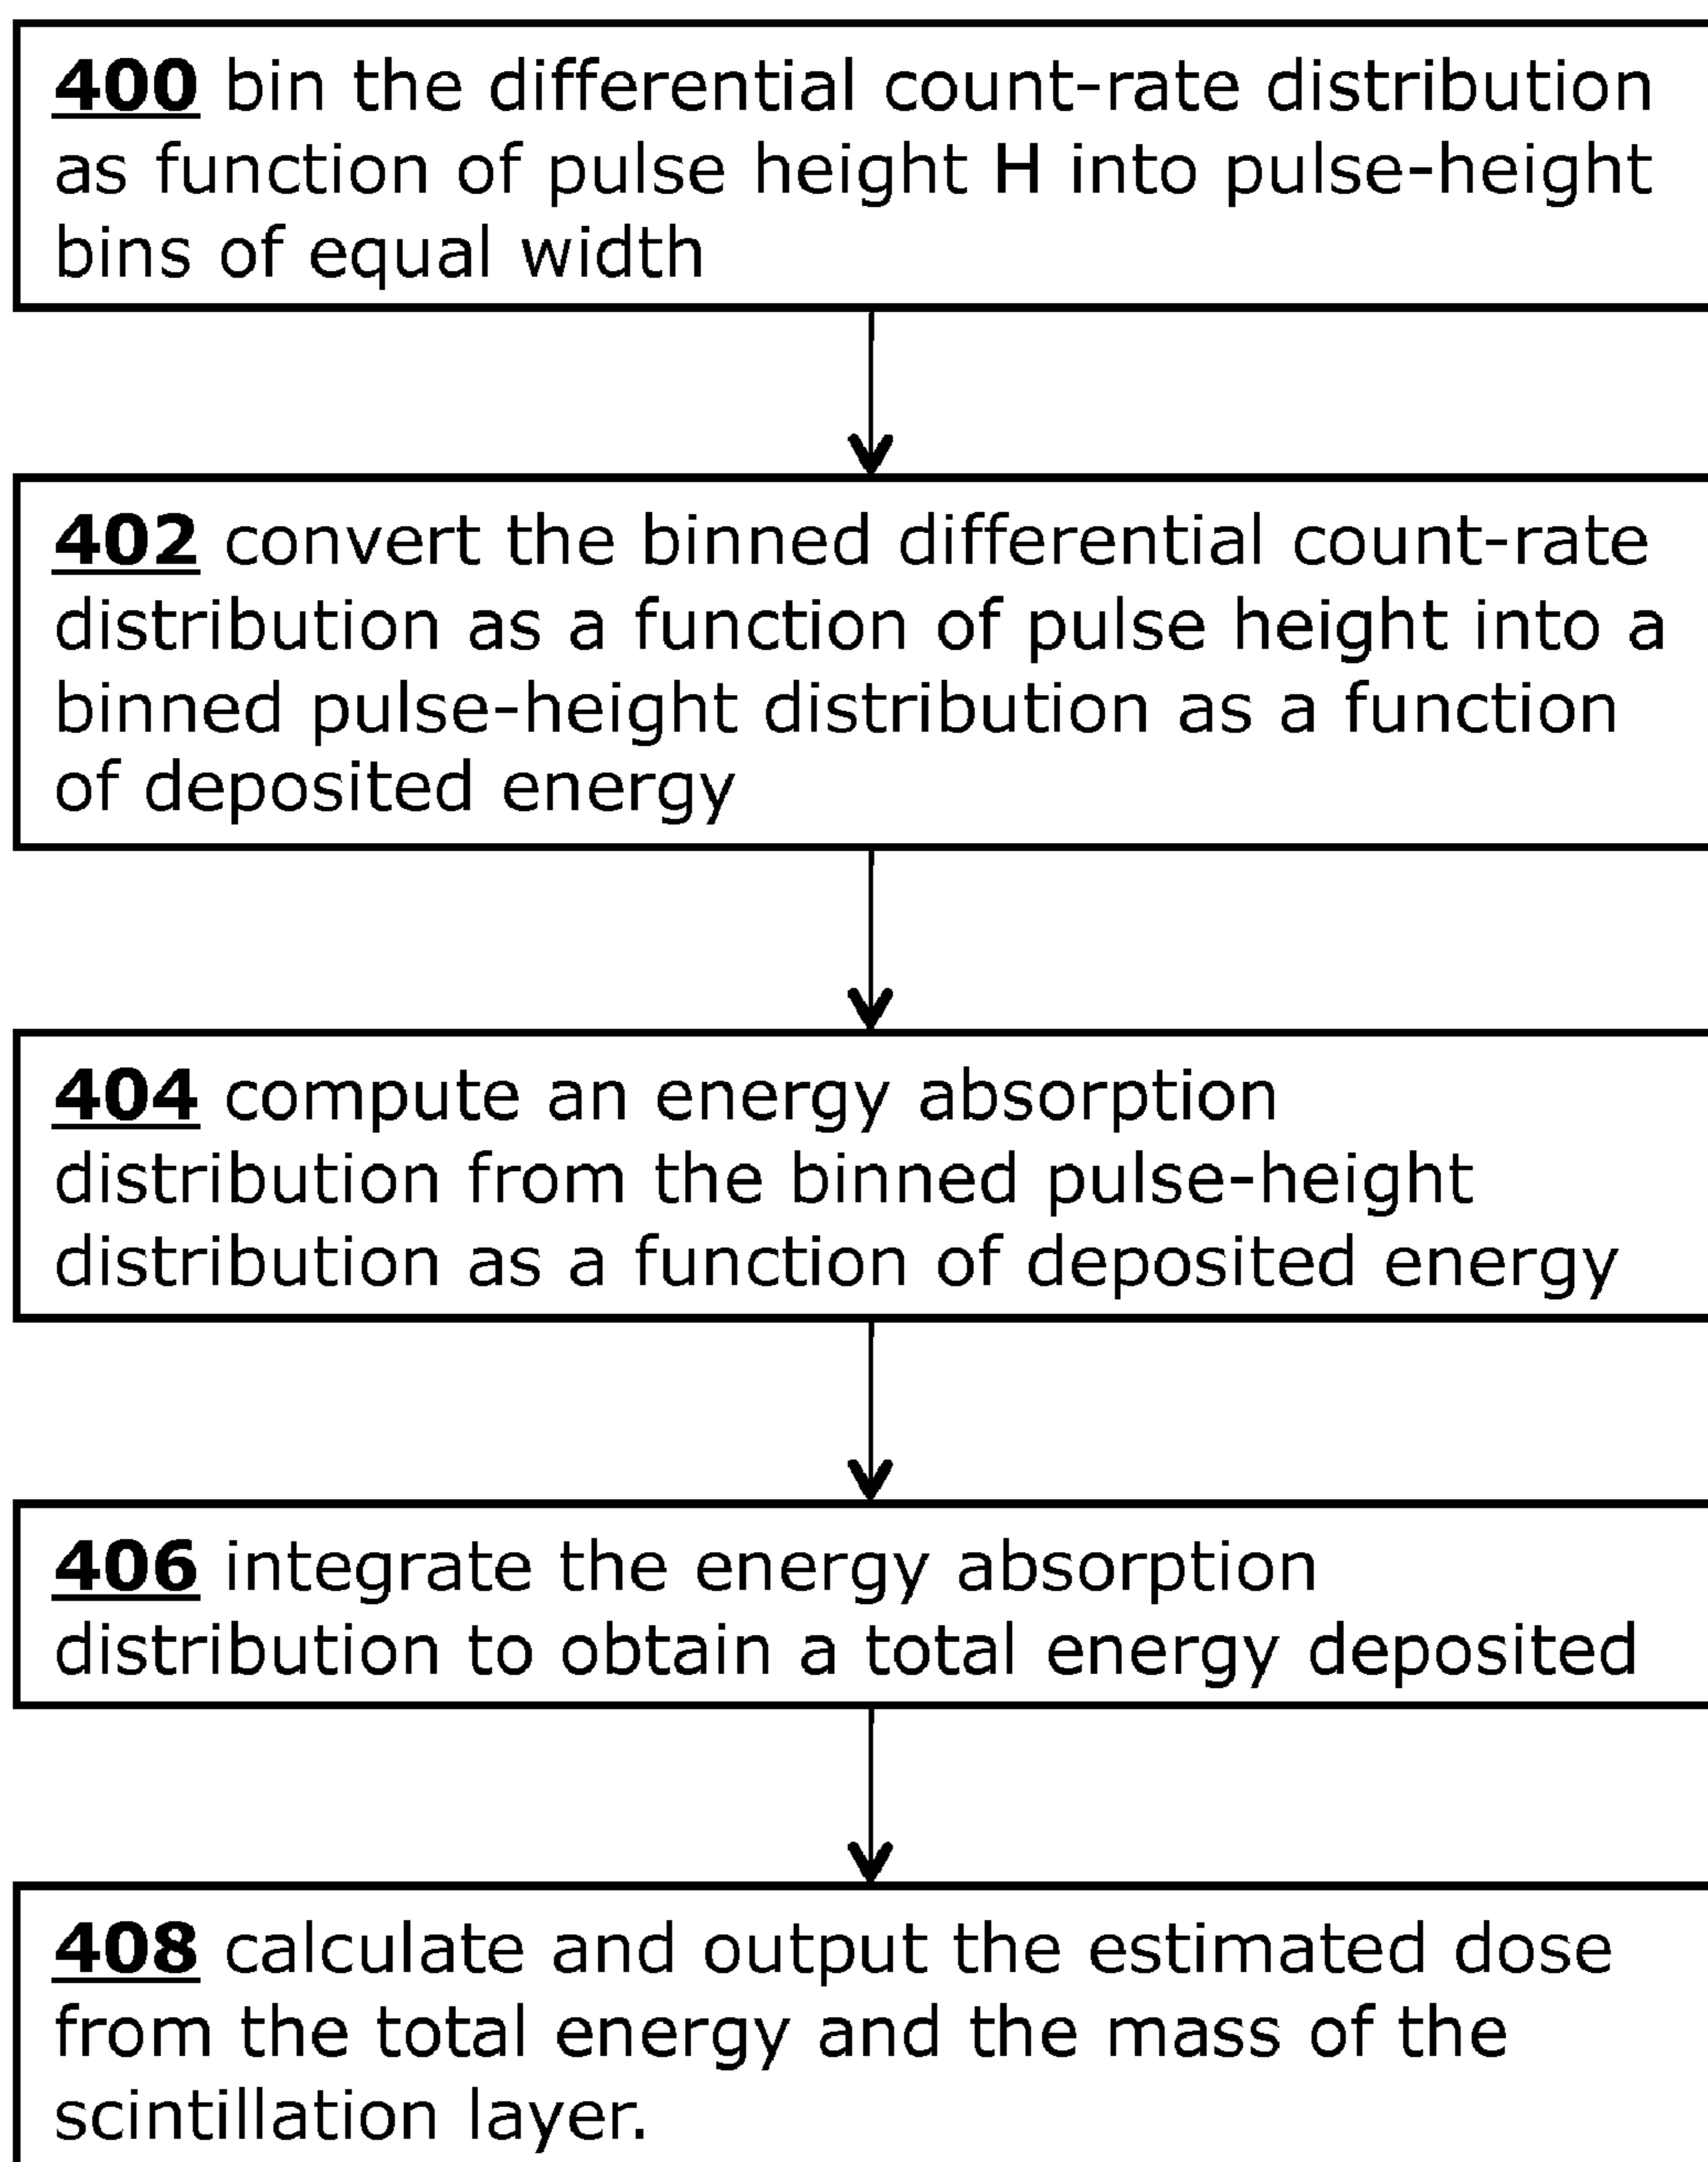 400 bin the differential count-rate distribution
as function of pulse height H into pulse-height
bins of equal width
402 convert the binned differential count-rate
distribution as a function of pulse height into a
binned pulse-height distribution as a function
of deposited energy
404 compute an energy absorption
distribution from the binned pulse-height
distribution as a function of deposited energy
406 integrate the energy absorption
distribution to obtain a total energy deposited
408 calculate and output the estimated dose
from the total energy and the mass of the
scintillation layer.